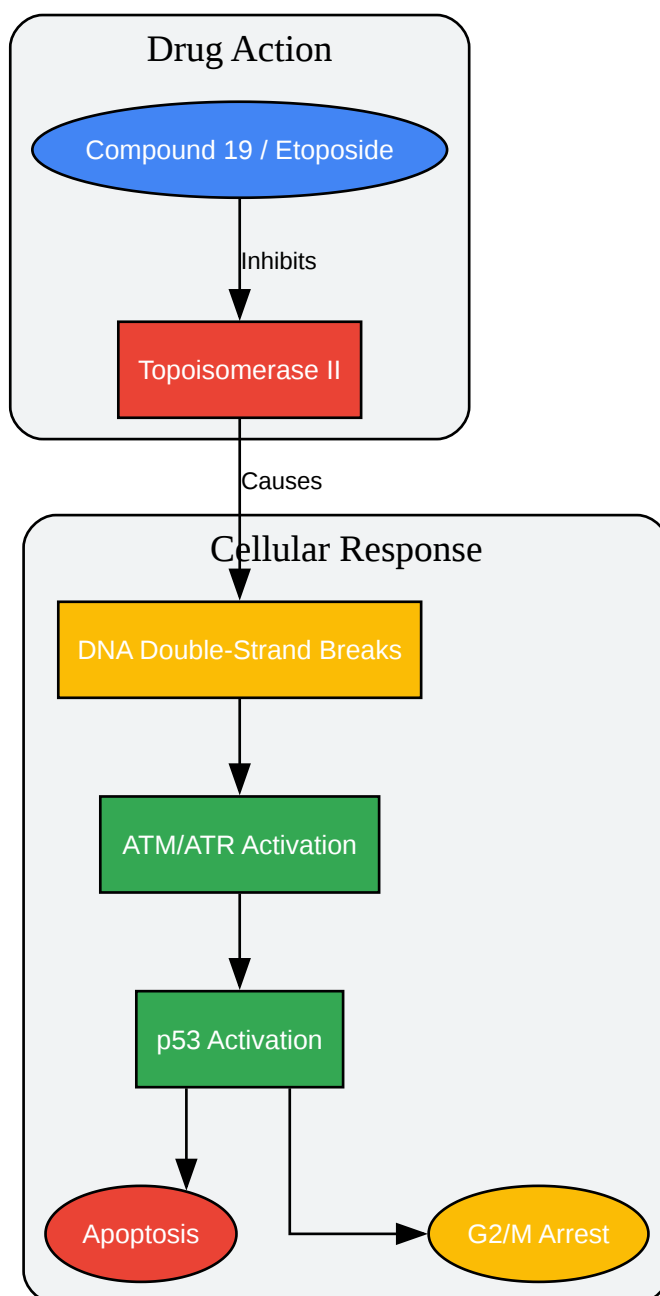 Drug Action
Compound 19 / Etoposide
Inhibits
Topoisomerase II
Causes
Cellular Response
DNA Double-Strand Breaks
ATM/ATR Activation
p53 Activation
Apoptosis
G2/M Arrest